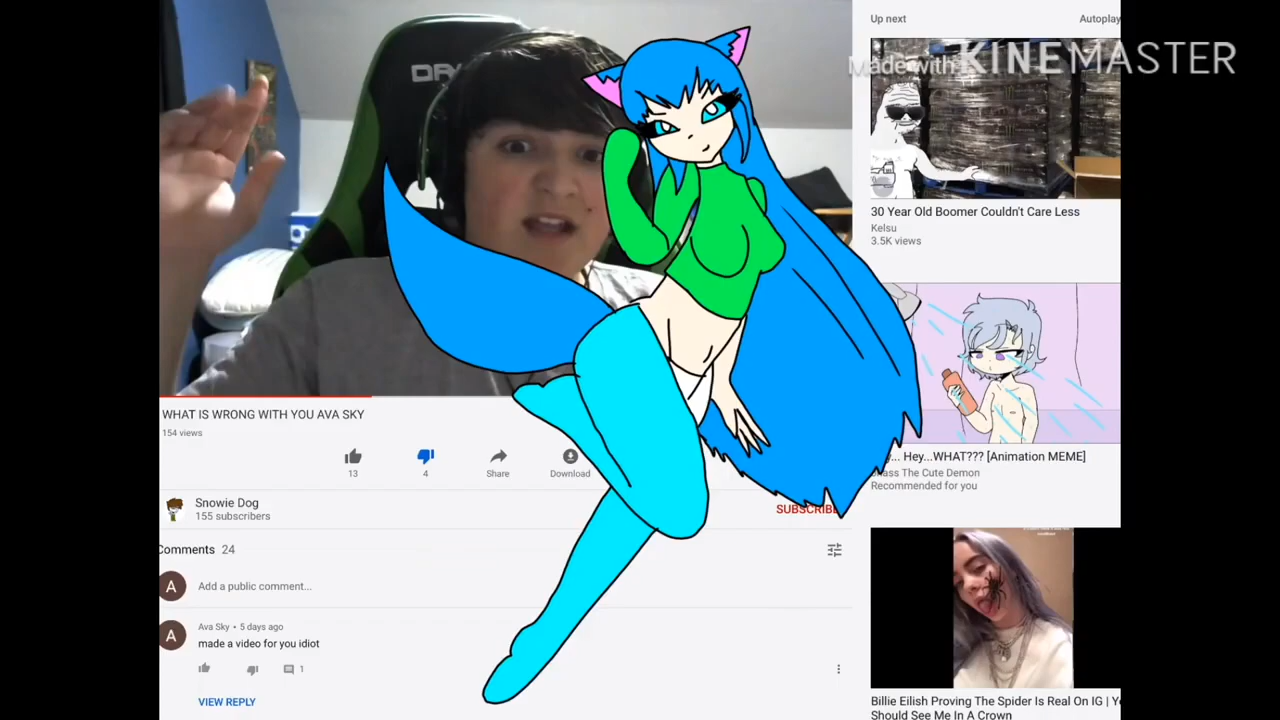 Up next
Autoplay
Made with KINEMASTER
30 Year Old Boomer Couldn't Care Less
Kelsu
3.5K views
WHAT IS WRONG WITH YOU AVA SKY
154 views
13
4
Share
Download
Hey...WHAT??? [Animation MEME]
The Cute Demon
Recommended for you
Snowie Dog
155 subscribers
SUBSCRIBE
Comments 24
A
Add a public comment...
A
Ava Sky • 5 days ago
made a video for you idiot
1
VIEW REPLY
Billie Eilish Proving The Spider Is Real On IG |
Should See Me In A Crown